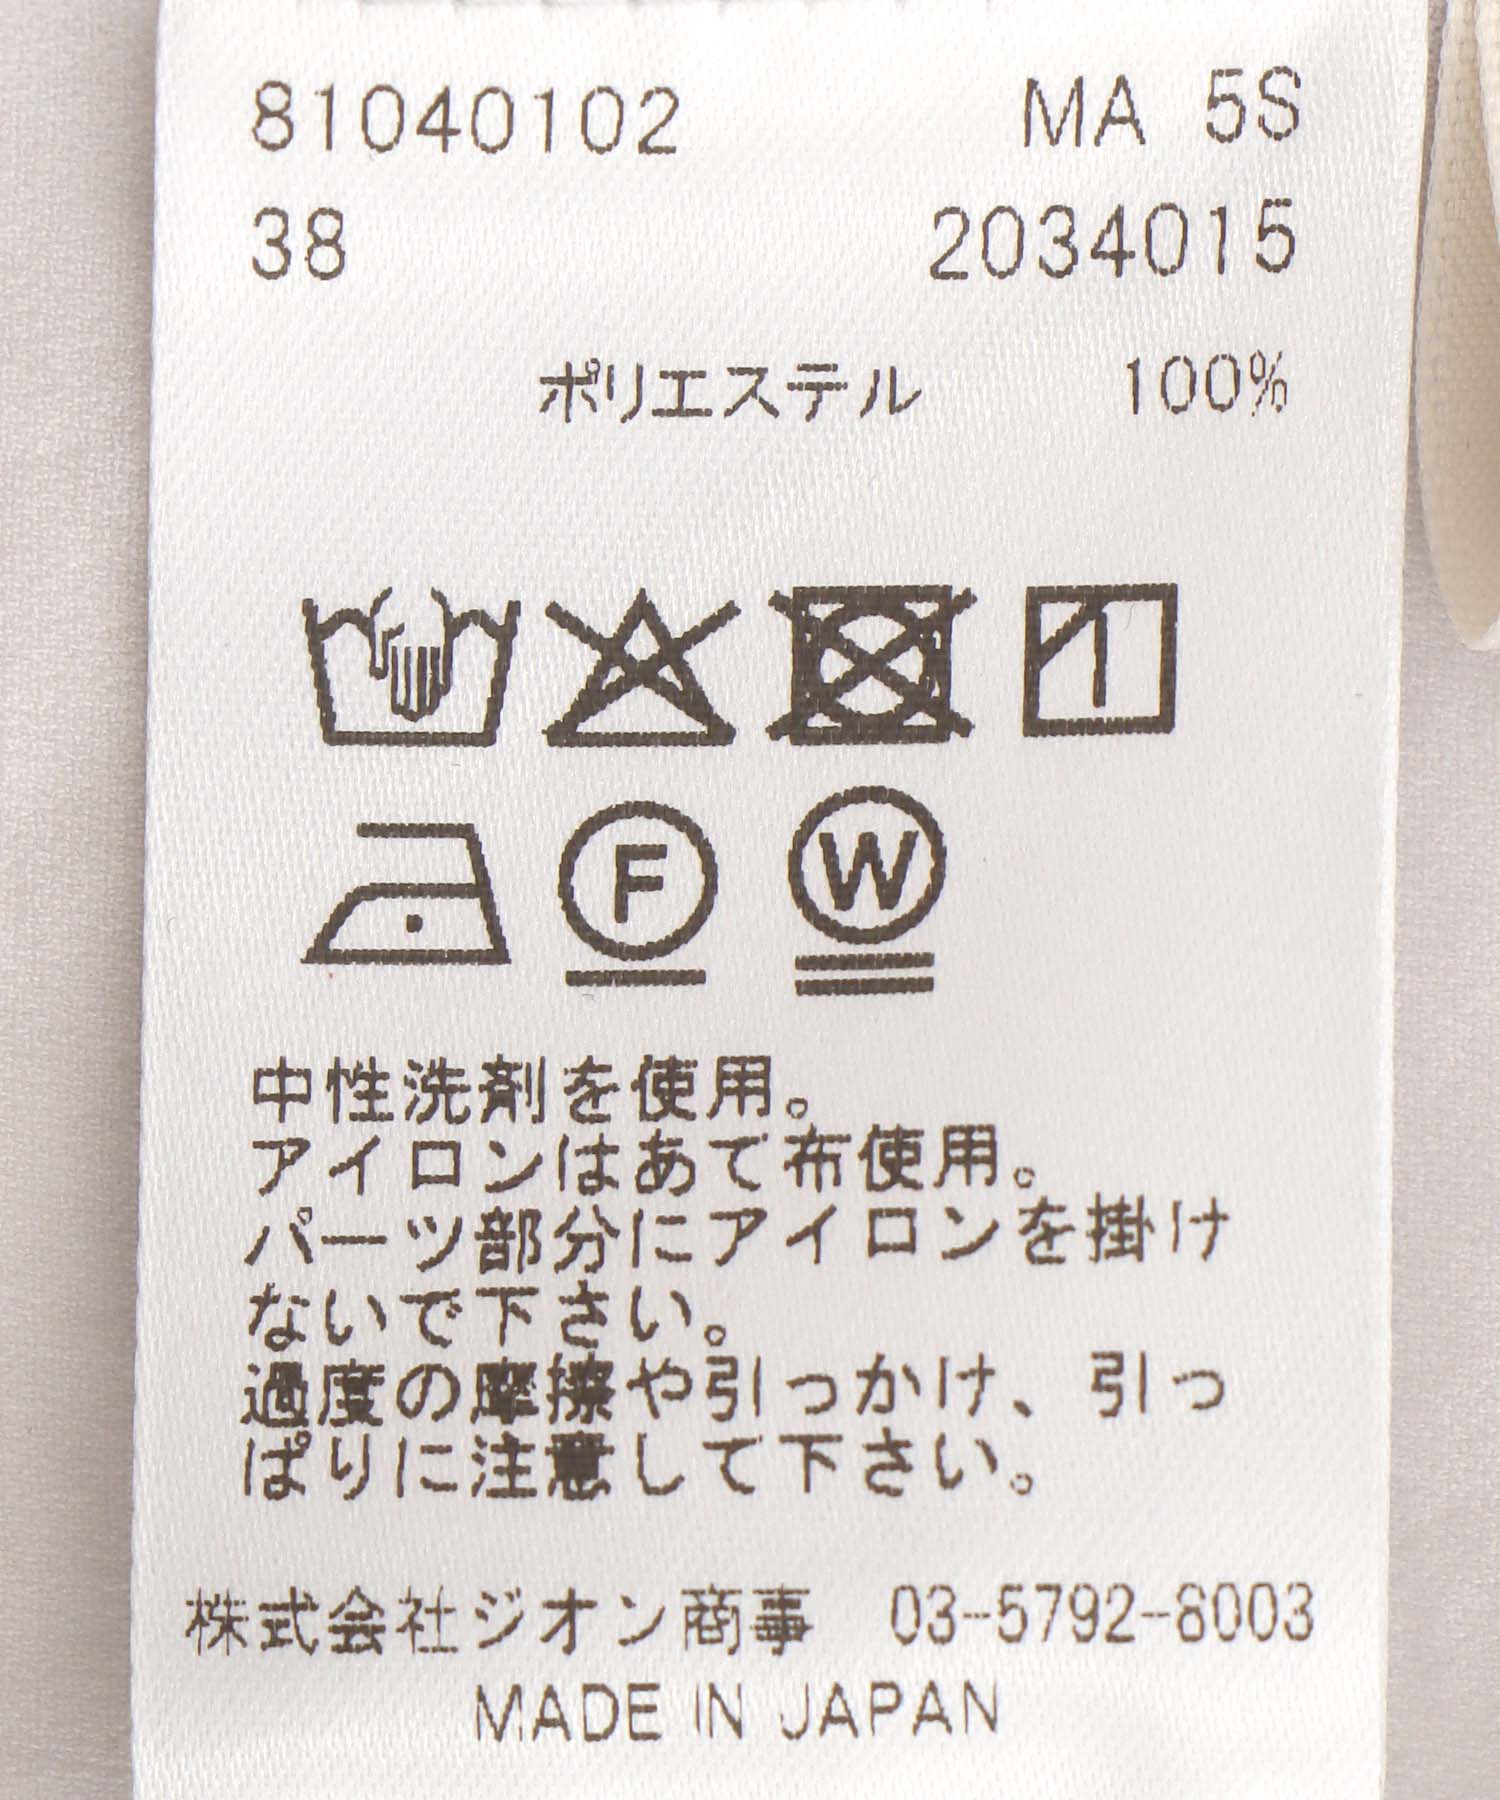 81040102 MA 5S
38 2034015
ポリエステル 100%
F W
中性洗剤を使用。
アイロンはあて布使用。
パーツ部分にアイロンを掛け
ないで下さい。
過度の摩擦や引っかけ、引っ
ぱりに注意して下さい。
株式会社ジオン商事 03-5792-8003
MADE IN JAPAN